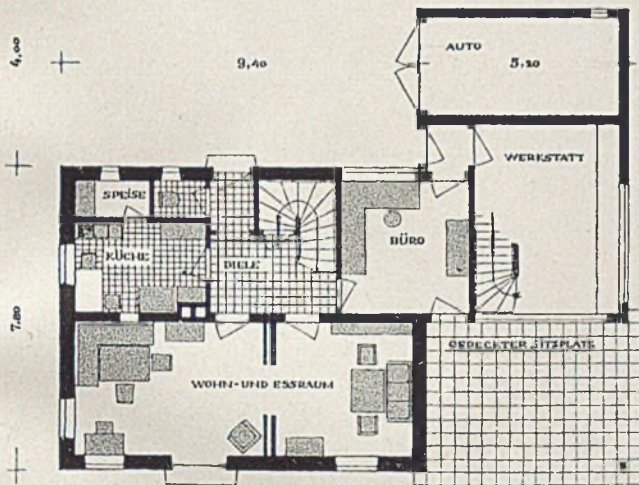 4,00
9,40
AUTO
5,20
WERKSTATT
SPEISE
BÜRO
KÜCHE
DIELE
7,80
GEDECKTER SITZPLATZ
WOHN-UND ESSRAUM